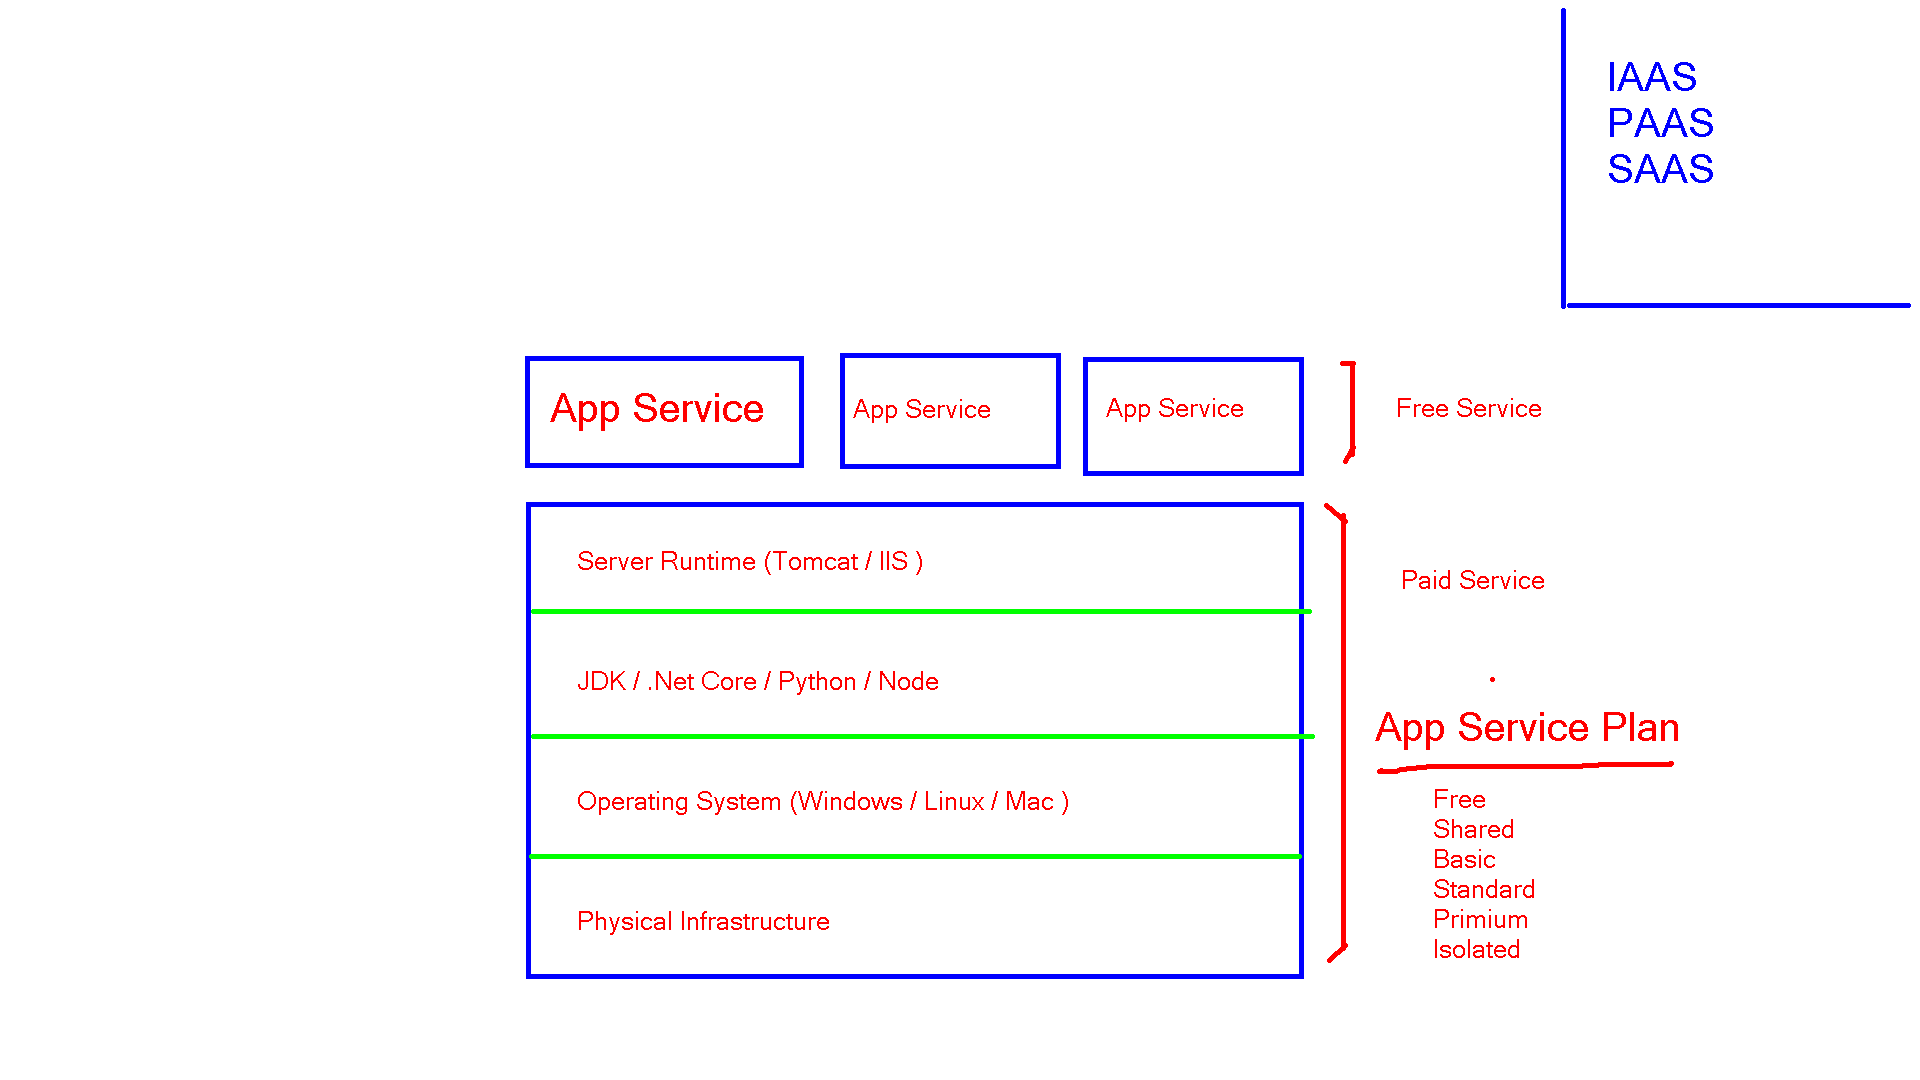 IAAS
PAAS
SAAS
App Service
App Service
App Service
Free Service
Server Runtime (Tomcat / IIS )
Paid Service
JDK / .Net Core / Python / Node
App Service Plan
Operating System (Windows / Linux / Mac )
Free
Shared
Basic
Standard
Primium
Isolated
Physical Infrastructure